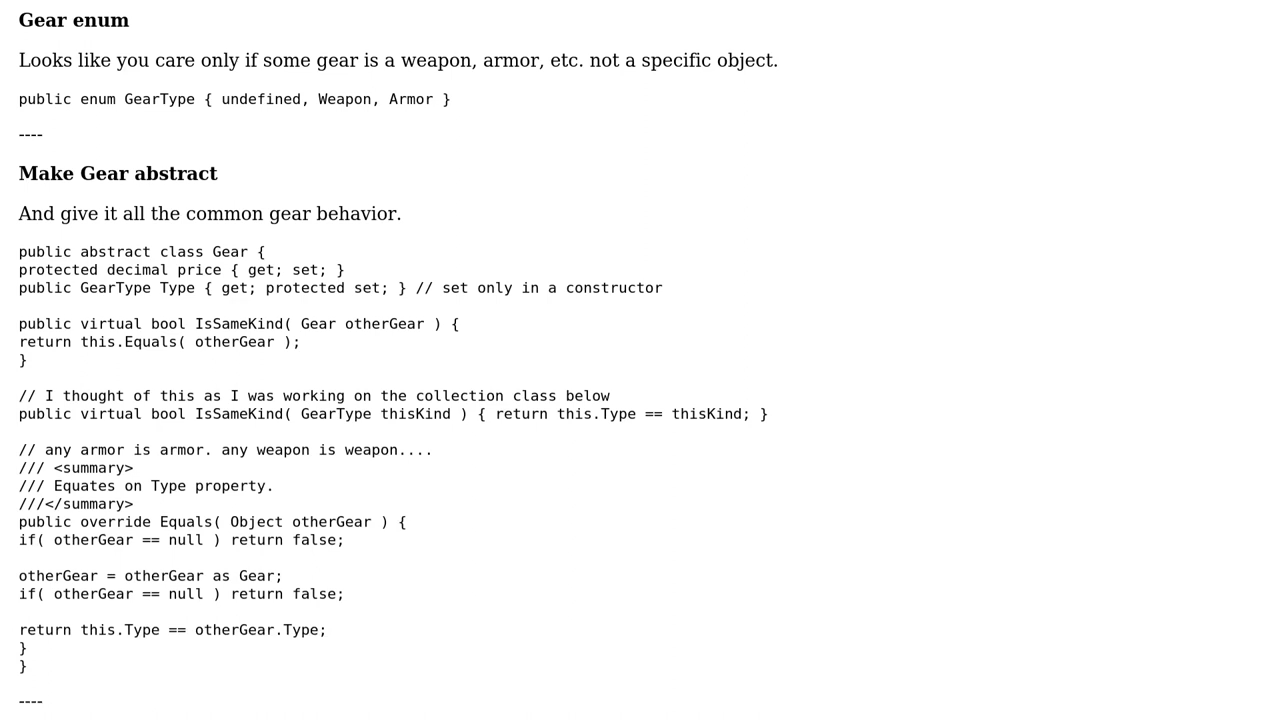 Gear enum
Looks like you care only if some gear is a weapon, armor, etc. not a specific object.
public enum GearType { undefined, Weapon, Armor }
----
Make Gear abstract
And give it all the common gear behavior.
public abstract class Gear {
protected decimal price { get; set; }
public GearType Type { get; protected set; } // set only in a constructor
public virtual bool IsSameKind( Gear otherGear ) {
return this.Equals( otherGear );
}
// I thought of this as I was working on the collection class below
public virtual bool IsSameKind( GearType thisKind ) { return this.Type == thisKind; }
// any armor is armor. any weapon is weapon....
/// <summary>
/// Equates on Type property.
///</summary>
public override Equals( Object otherGear ) {
if( otherGear == null ) return false;
otherGear = otherGear as Gear;
if( otherGear == null ) return false;
return this.Type == otherGear.Type;
}
}
----